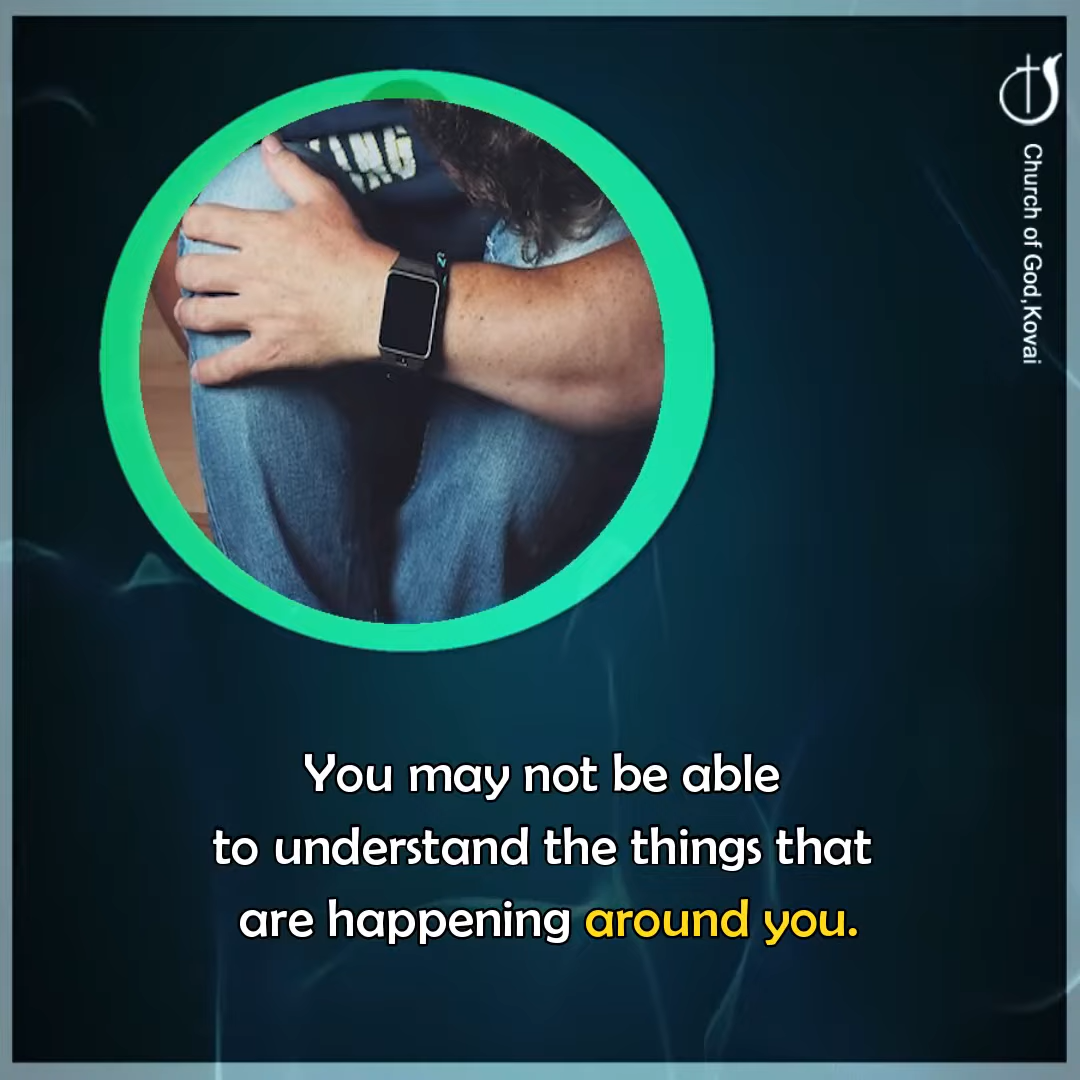 Church of God,Kovai
You may not be able
to understand the things that
are happening around you.